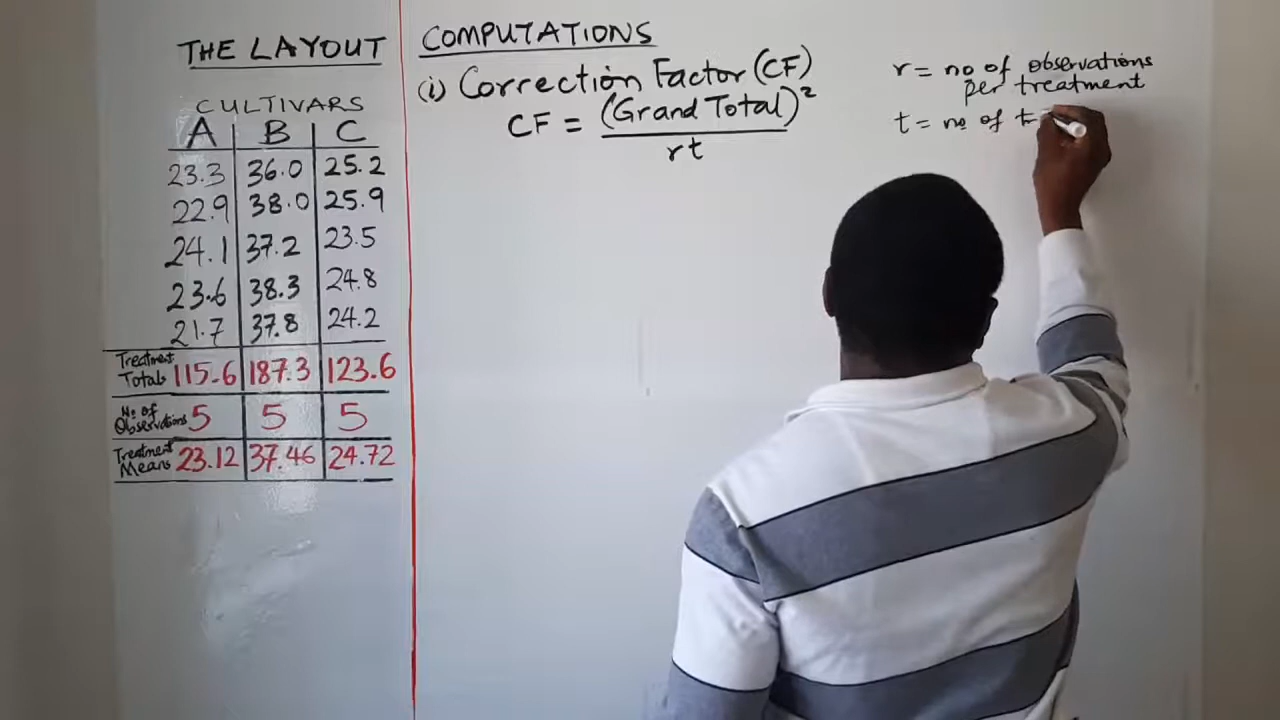 THE LAYOUT
CULTIVARS
A B C
23.3 36.0 25.2
22.9 38.0 25.9
24.1 37.2 23.5
23.6 38.3 24.8
21.7 37.8 24.2
Treatment
Totals 115.6 187.3 123.6
No of
Observations 5 5 5
Treatment
Means 23.12 37.46 24.72
COMPUTATIONS
(i) Correction Factor (CF)
CF = (Grand Total)²
rt
r = no of observations
per treatment
t = no of